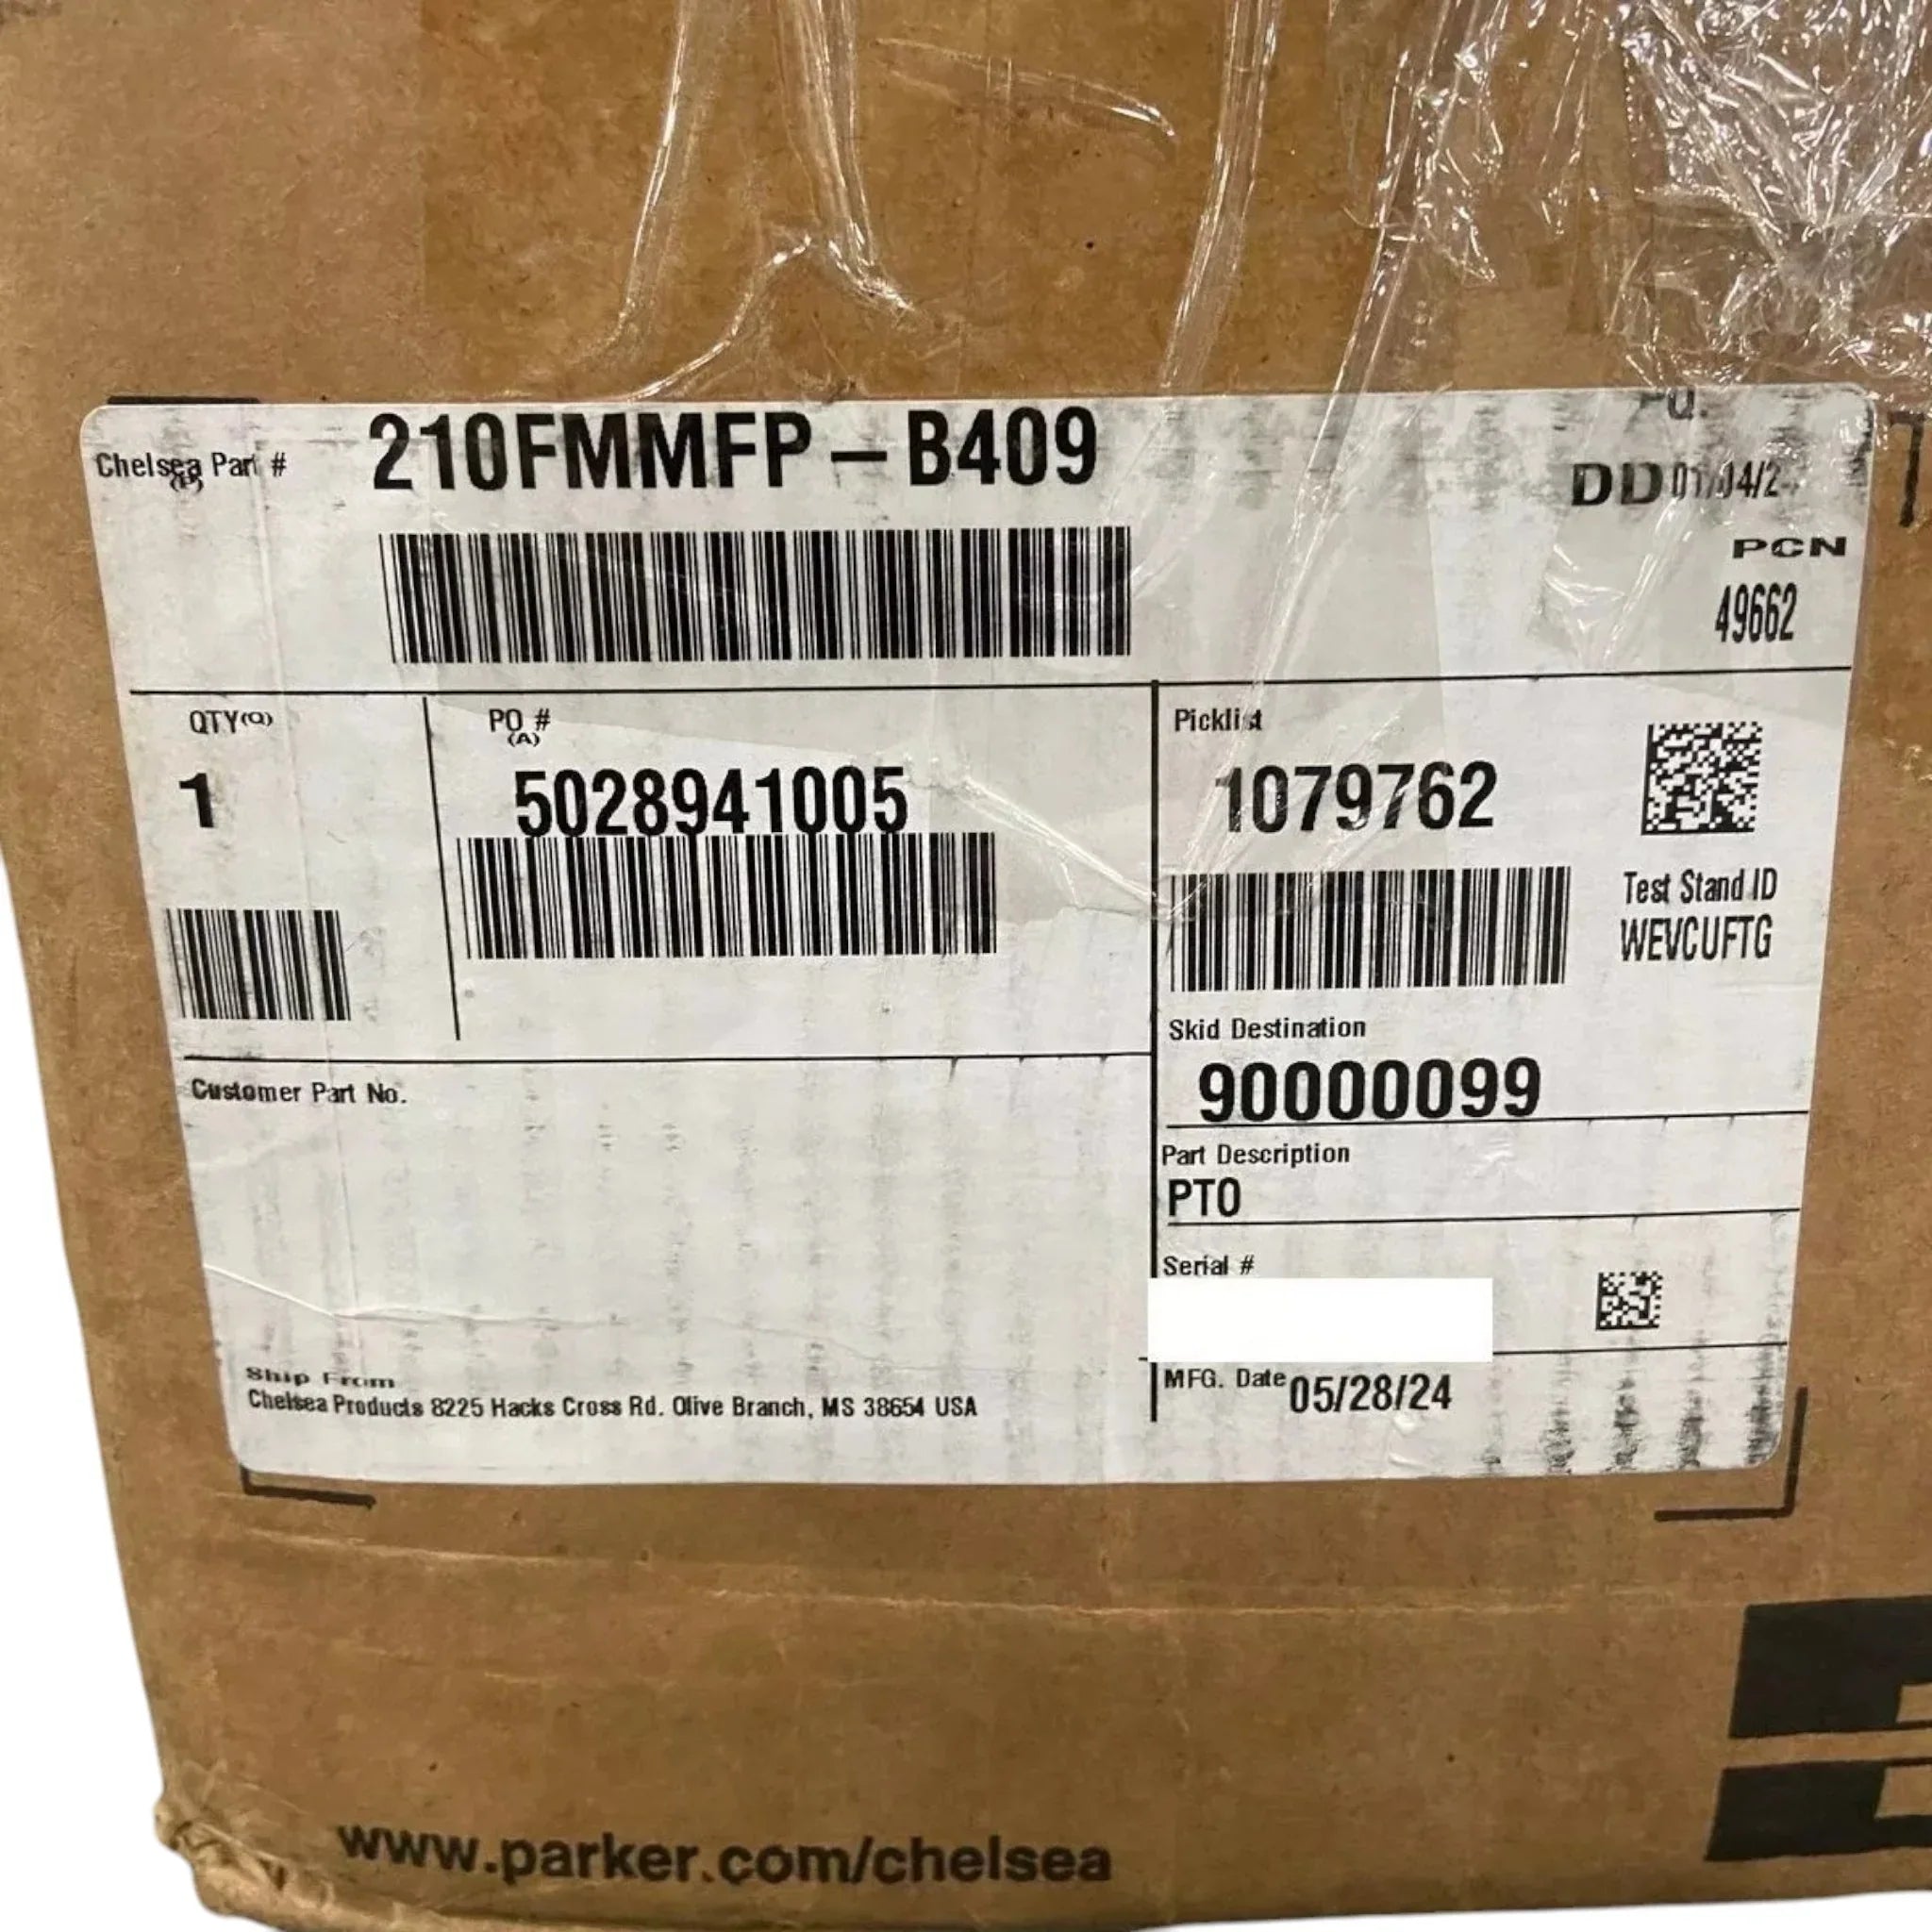 Chelsea Part #
(P)
210FMMFP-B409
DD
PCN
49662
QTY(Q)
1
PO #
(A)
5028941005
Picklist
1079762
Test Stand ID
WEVCUFTG
Skid Destination
90000099
Customer Part No.
Part Description
PTO
Serial #
MFG. Date 05/28/24
Ship From
Chelsea Products 8225 Hacks Cross Rd. Olive Branch, MS 38654 USA
www.parker.com/chelsea